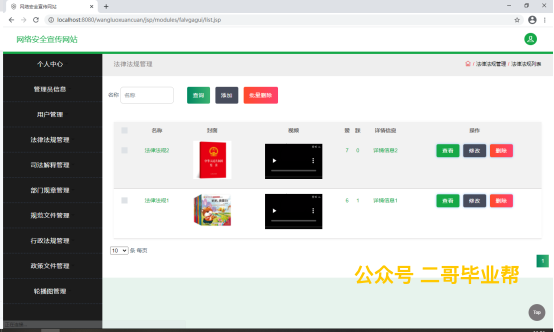 网络安全宣传网站
localhost:8080/wangluoxuanxuan/jsp/modules/falvgagui/list.jsp
网络安全宣传网站
个人中心
管理员信息
用户管理
法律法规管理
司法解释管理
部门规章管理
规范文件管理
行政法规管理
政策文件管理
轮播图管理
法律法规管理
/ 法律法规管理 / 法律法规列表
名称
名称
查询
添加
批量删除
名称 封面 视频 详情信息 操作
法律法规2 7 0 详情信息2 查看 修改 删除
法律法规1 1 详情信息1 查看 修改 删除
10 条 每页
1
公众号 二哥毕业帮
Top